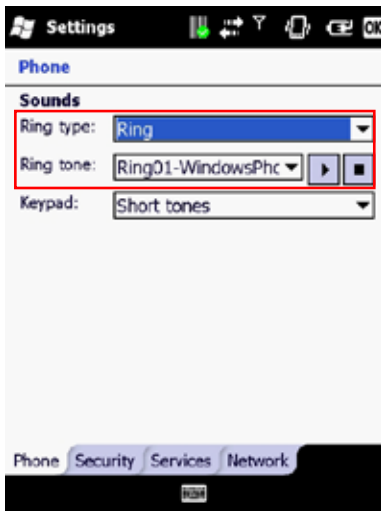 Settings
OK
Phone
Sounds
Ring type: Ring
Ring tone: Ring01-WindowsPhc
Keypad: Short tones
Phone Security Services Network